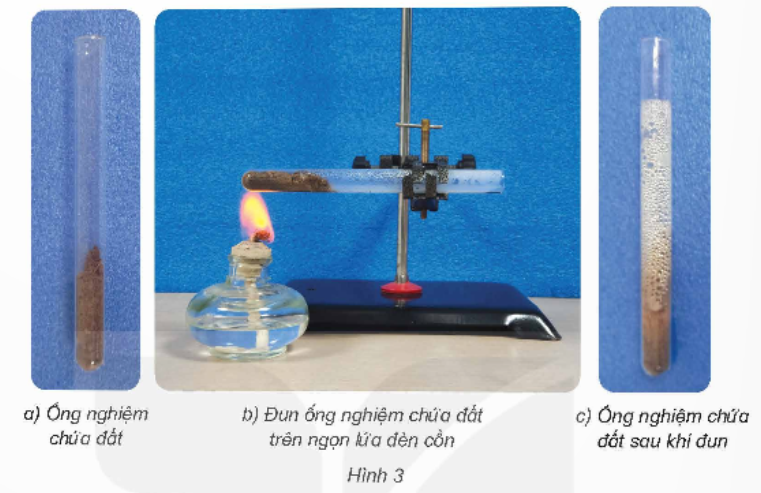 a) Ống nghiệm
chứa đất
b) Đun ống nghiệm chứa đất
trên ngọn lửa đèn cồn
c) Ống nghiệm chứa
đất sau khi đun
Hình 3